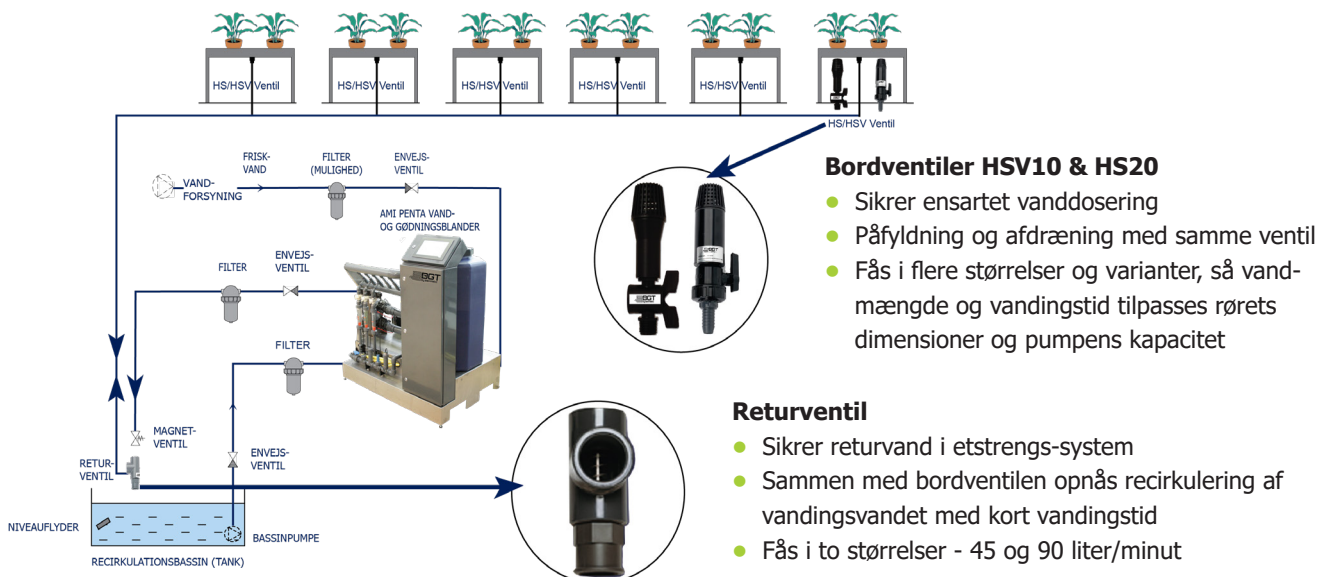 HS/HSV Ventil
HS/HSV Ventil
HS/HSV Ventil
HS/HSV Ventil
HS/HSV Ventil
HS/HSV Ventil
FRISK-
VAND
FILTER
(MULIGHED)
ENVEJS-
VENTIL
VAND-
FORSYNING
AMI PENTA VAND-
OG GØDNINGSBLANDER
BGT
FILTER
ENVEJS-
VENTIL
FILTER
MAGNET-
VENTIL
ENVEJS-
VENTIL
RETUR-
VENTIL
NIVEAUFLYDER
BASSINPUMPE
RECIRKULATIONSBASSIN (TANK)
BGT
BGT
Bordventiler HSV10 & HS20
Sikrer ensartet vanddosering
Påfyldning og afdræning med samme ventil
Fås i flere størrelser og varianter, så vand-
mængde og vandingstid tilpasses rørets
dimensioner og pumpens kapacitet
Returventil
Sikrer returvand i etstrengs-system
Sammen med bordventilen opnås recirkulering af
vandingsvandet med kort vandingstid
Fås i to størrelser - 45 og 90 liter/minut